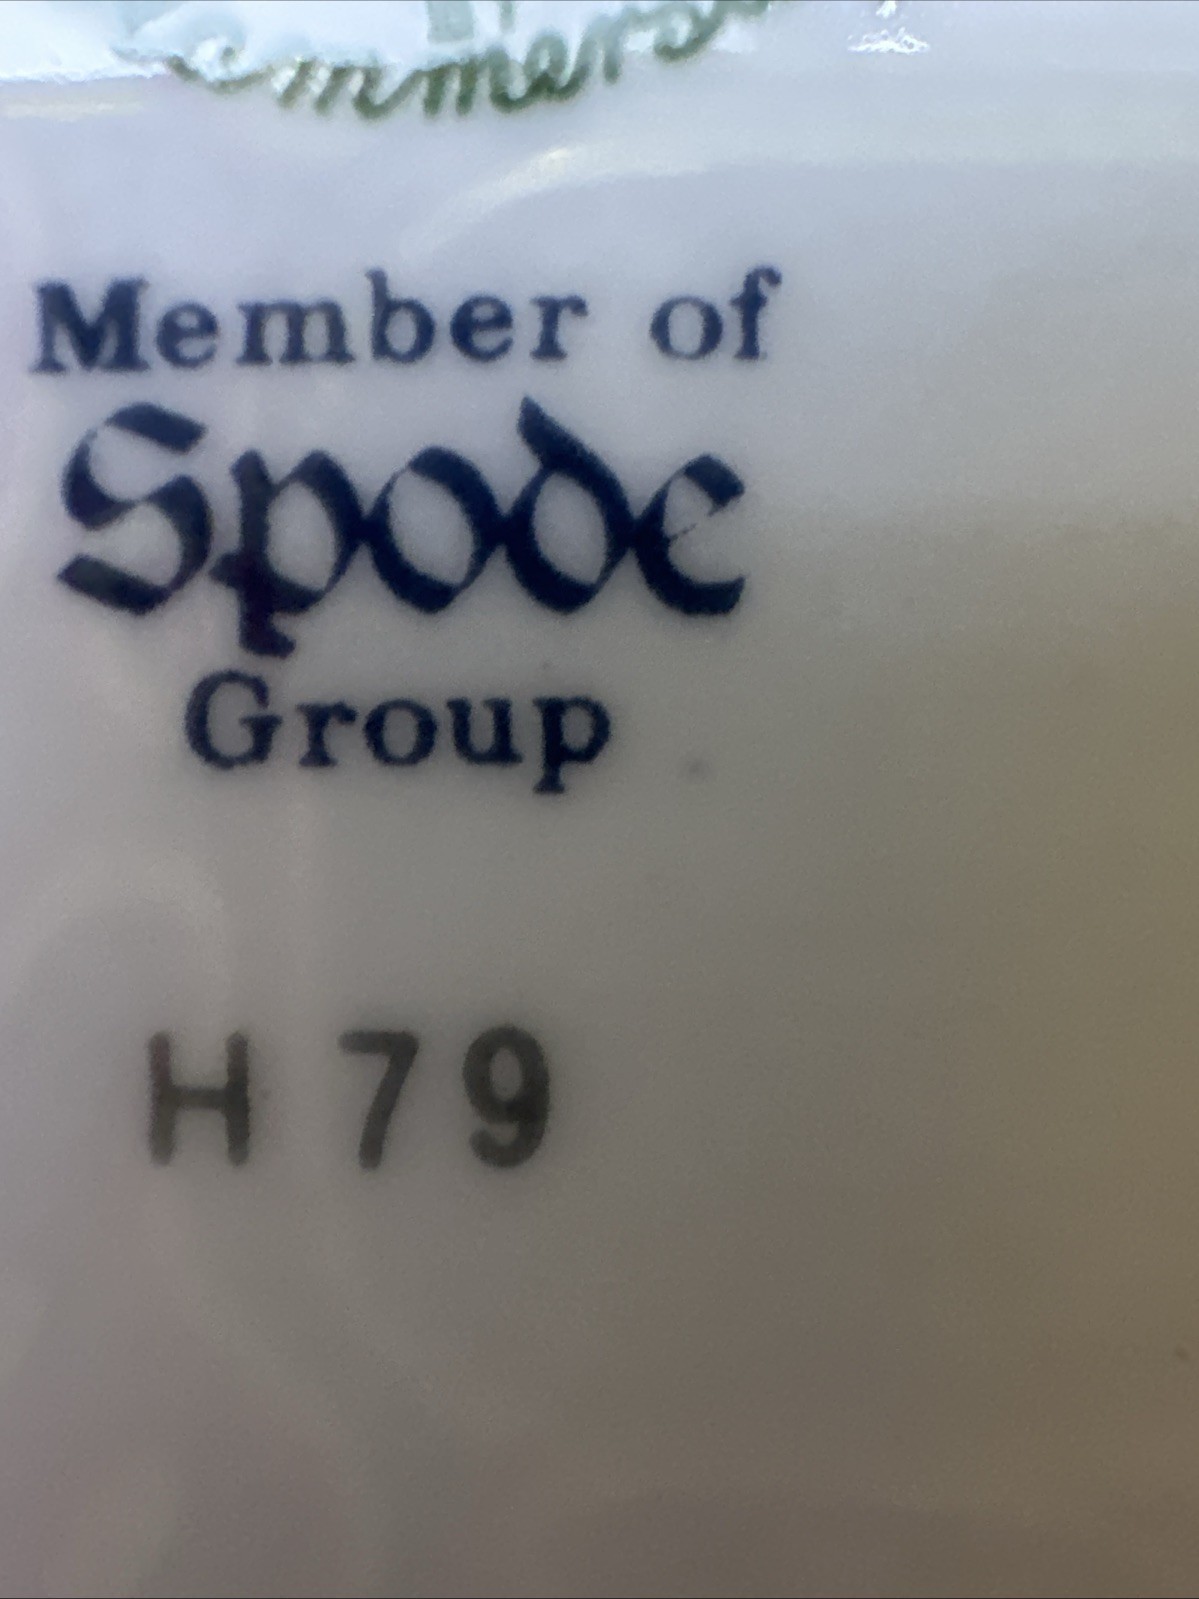 Member of
Spode
Group
H 79